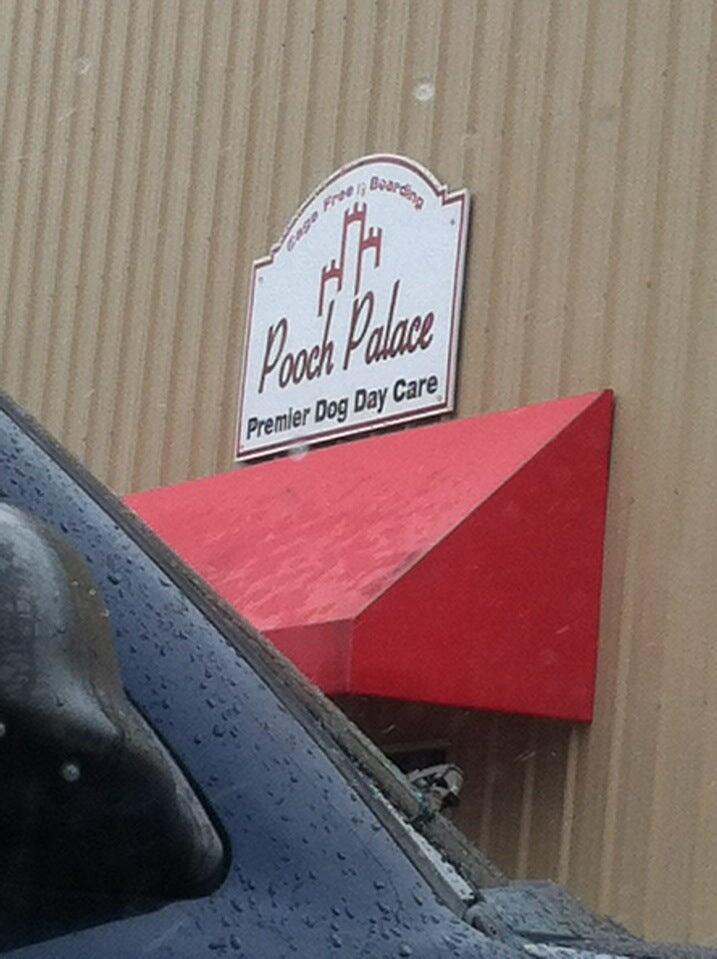 Cage Free Boarding
Pooch Palace
Premier Dog Day Care